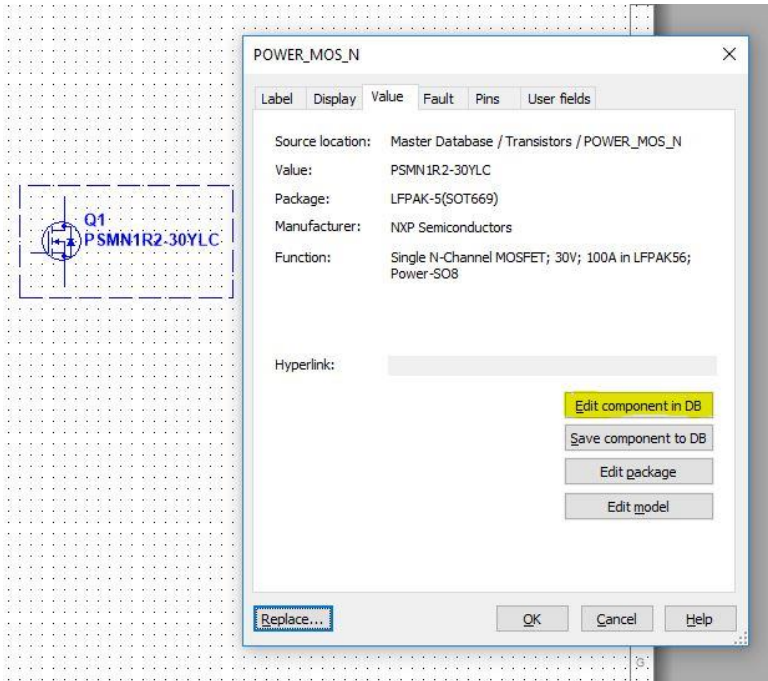 POWER_MOS_N
Label Display Value Fault Pins User fields
Source location: Master Database / Transistors / POWER_MOS_N
Value: PSMN1R2-30YLC
Package: LFPAK-5(SOT669)
Manufacturer: NXP Semiconductors
Function: Single N-Channel MOSFET; 30V; 100A in LFPAK56;
Power-SO8
Hyperlink:
Edit component in DB
Save component to DB
Edit package
Edit model
Replace... OK Cancel Help
Q1
PSMN1R2-30YLC
G